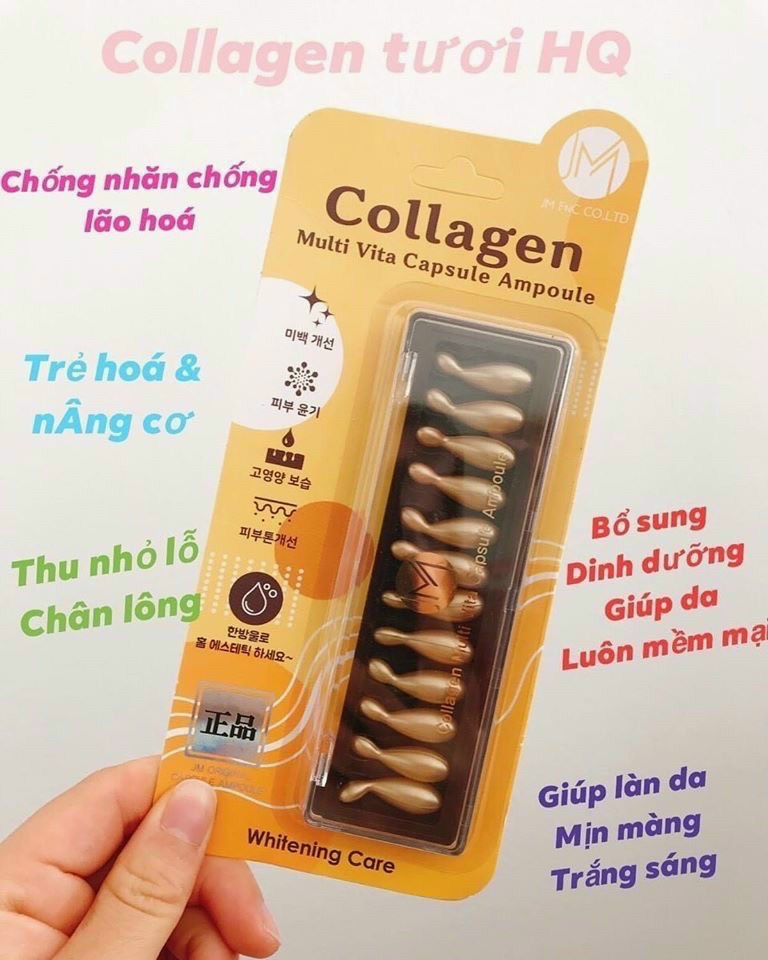 Collagen tươi HQ
JM
JM FnC CO.LTD
Chống nhăn chống
lão hoá
Collagen
Multi Vita Capsule Ampoule
미백 개선
Trẻ hoá &
nÂng cơ
피부 윤기
고영양 보습
피부톤개선
Thu nhỏ lỗ
Chân lông
Bổ sung
Dinh dưỡng
Giúp da
Luôn mềm mại
JM
Collagen Multi Vita Capsule Ampoule
한방울로
홈 에스테틱 하세요~
正品
JM ORIGINAL
CAPSULE AMPOULE
Giúp làn da
Mịn màng
Trắng sáng
Whitening Care